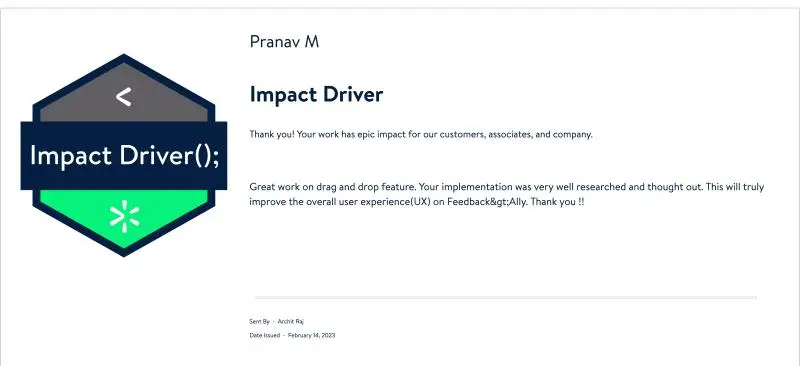 Pranav M
<
Impact Driver
Impact Driver();
Thank you! Your work has epic impact for our customers, associates, and company.
Great work on drag and drop feature. Your implementation was very well researched and thought out. This will truly
improve the overall user experience(UX) on Feedback&gt;Ally. Thank you !!
Sent By - Archit Raj
Date Issued - February 14, 2023